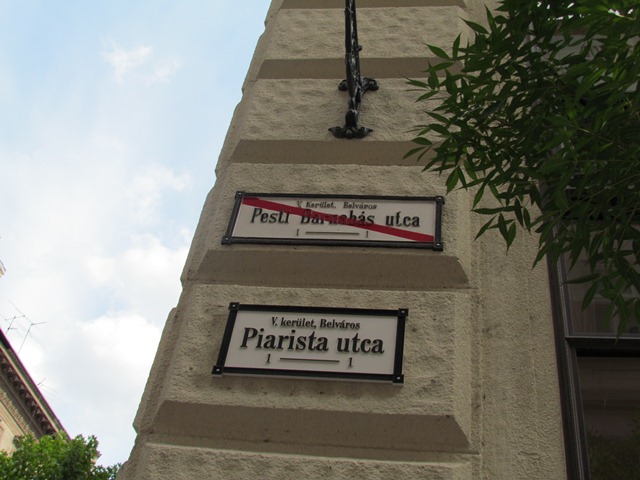 V. kerület, Belváros
Pesti Barnabás utca
1 — 1
V. kerület, Belváros
Piarista utca
1 — 1